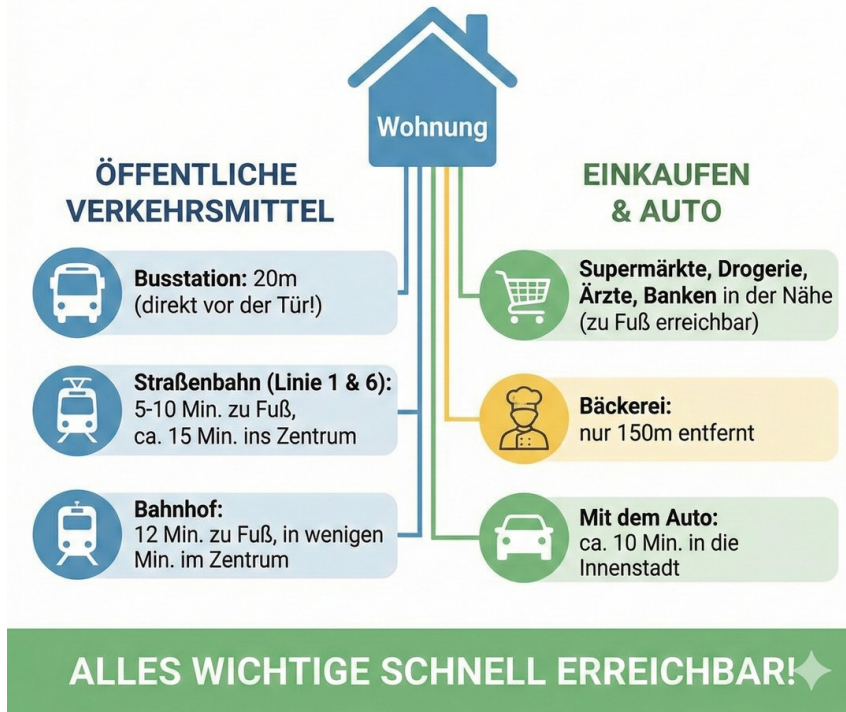 Wohnung
ÖFFENTLICHE
VERKEHRSMITTEL
Busstation: 20m
(direkt vor der Tür!)
Straßenbahn (Linie 1 & 6):
5-10 Min. zu Fuß,
ca. 15 Min. ins Zentrum
Bahnhof:
12 Min. zu Fuß, in wenigen
Min. im Zentrum
EINKAUFEN
& AUTO
Supermärkte, Drogerie,
Ärzte, Banken in der Nähe
(zu Fuß erreichbar)
Bäckerei:
nur 150m entfernt
Mit dem Auto:
ca. 10 Min. in die
Innenstadt
ALLES WICHTIGE SCHNELL ERREICHBAR!